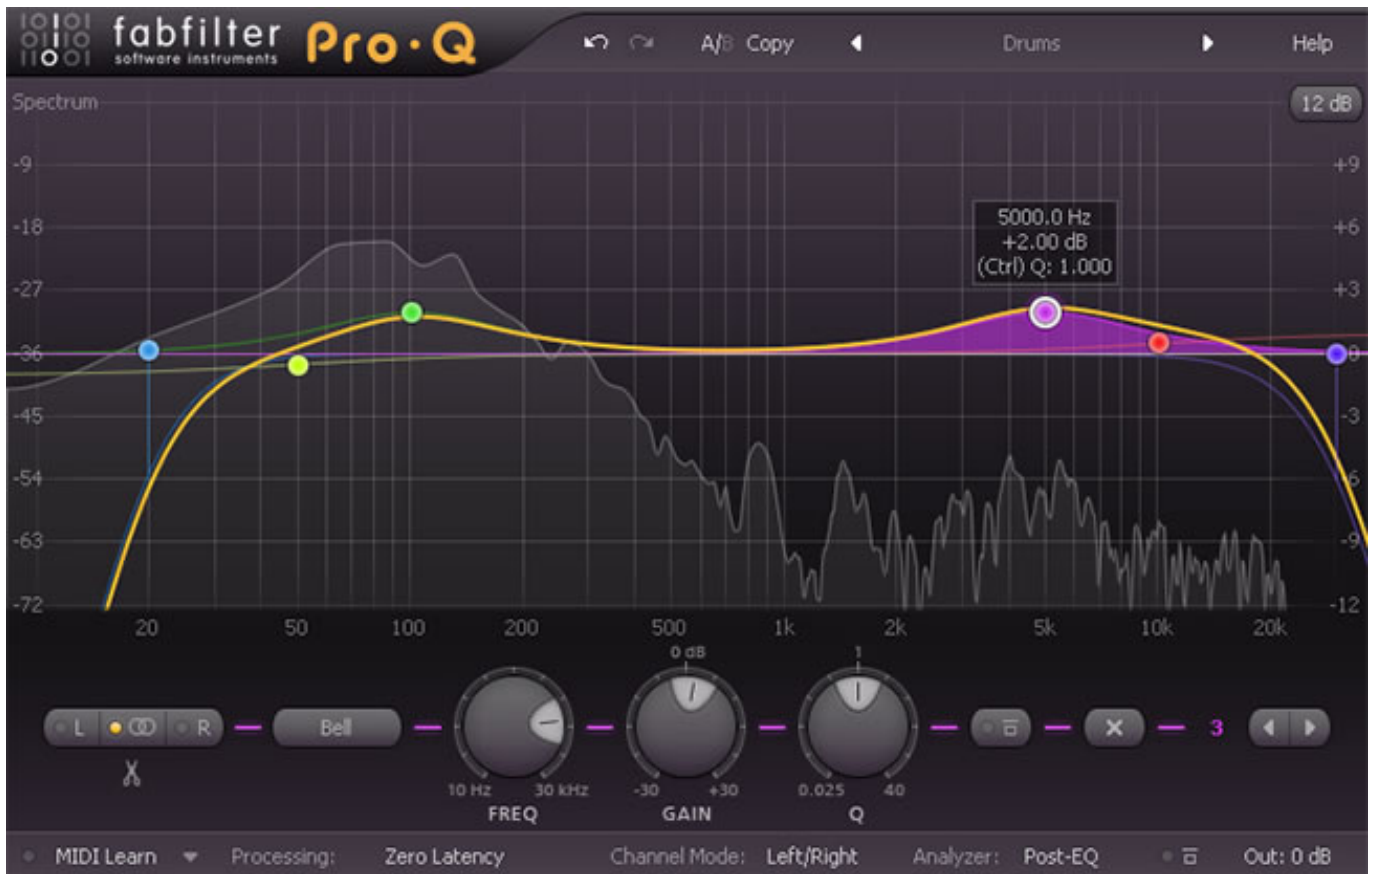 fabfilter
software instruments
Pro·Q
A/B Copy
Drums
Help
Spectrum
12 dB
-9 +9
-18 +6
-27 +3
-36 0
-45 -3
-54 -6
-63 -9
-72 -12
5000.0 Hz
+2.00 dB
(Ctrl) Q: 1.000
20 50 100 200 500 1k 2k 5k 10k 20k
0 dB 1
L R Bell 3
10 Hz 30 kHz -30 +30 0.025 40
FREQ GAIN Q
MIDI Learn Processing: Zero Latency Channel Mode: Left/Right Analyzer: Post-EQ Out: 0 dB